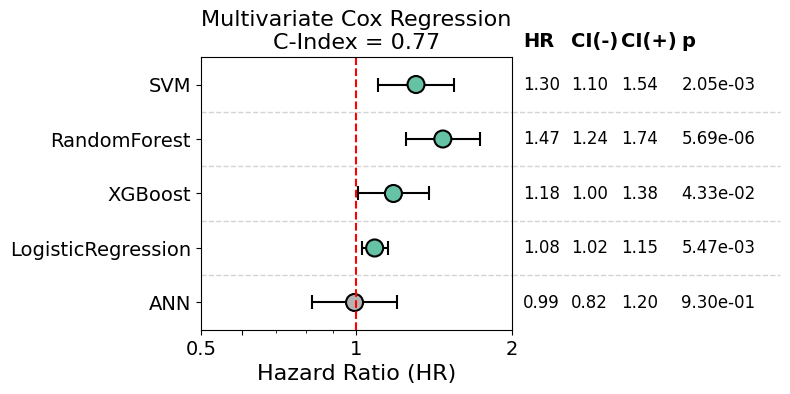 Multivariate Cox Regression
C-Index = 0.77
HR CI(-) CI(+) p
SVM 1.30 1.10 1.54 2.05e-03
RandomForest 1.47 1.24 1.74 5.69e-06
XGBoost 1.18 1.00 1.38 4.33e-02
LogisticRegression 1.08 1.02 1.15 5.47e-03
ANN 0.99 0.82 1.20 9.30e-01
0.5 1 2
Hazard Ratio (HR)